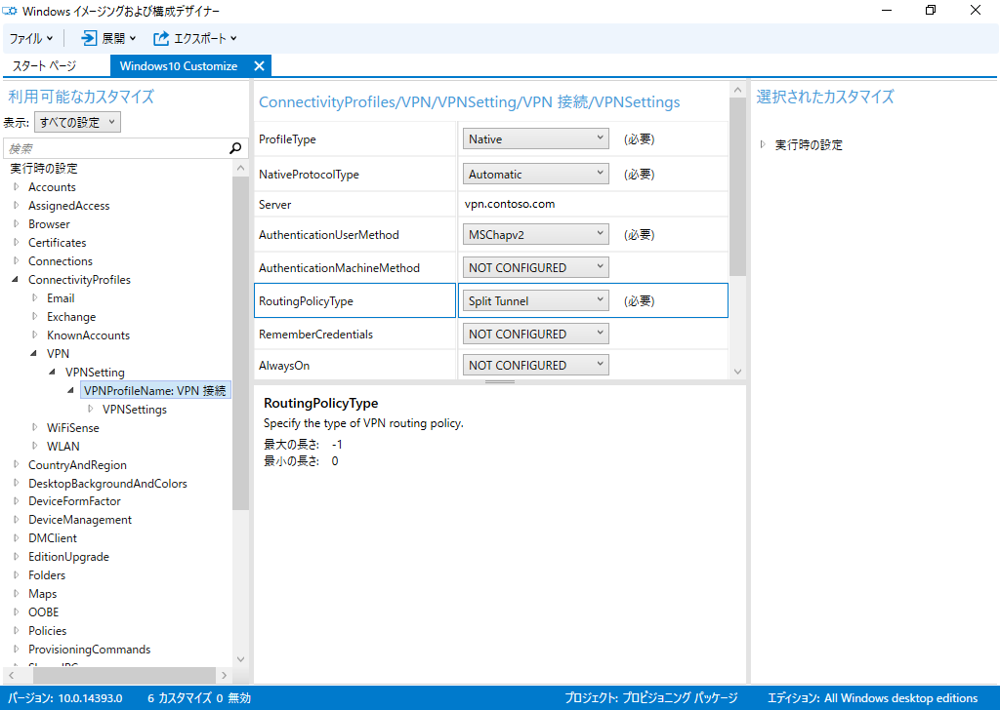 Windows イメージングおよび構成デザイナー
ファイル 展開 エクスポート
スタート ページ Windows10 Customize
利用可能なカスタマイズ
表示: すべての設定
検索
実行時の設定
Accounts
AssignedAccess
Browser
Certificates
Connections
ConnectivityProfiles
Email
Exchange
KnownAccounts
VPN
VPNSetting
VPNProfileName: VPN 接続
VPNSettings
WiFiSense
WLAN
CountryAndRegion
DesktopBackgroundAndColors
DeviceFormFactor
DeviceManagement
DMClient
EditionUpgrade
Folders
Maps
OOBE
Policies
ProvisioningCommands
ConnectivityProfiles/VPN/VPNSetting/VPN 接続/VPNSettings
ProfileType Native (必要)
NativeProtocolType Automatic (必要)
Server vpn.contoso.com
AuthenticationUserMethod MSChapv2 (必要)
AuthenticationMachineMethod NOT CONFIGURED
RoutingPolicyType Split Tunnel (必要)
RememberCredentials NOT CONFIGURED
AlwaysOn NOT CONFIGURED
RoutingPolicyType
Specify the type of VPN routing policy.
最大の長さ: -1
最小の長さ: 0
選択されたカスタマイズ
実行時の設定
バージョン: 10.0.14393.0 6 カスタマイズ 0 無効 プロジェクト: プロビジョニング パッケージ エディション: All Windows desktop editions